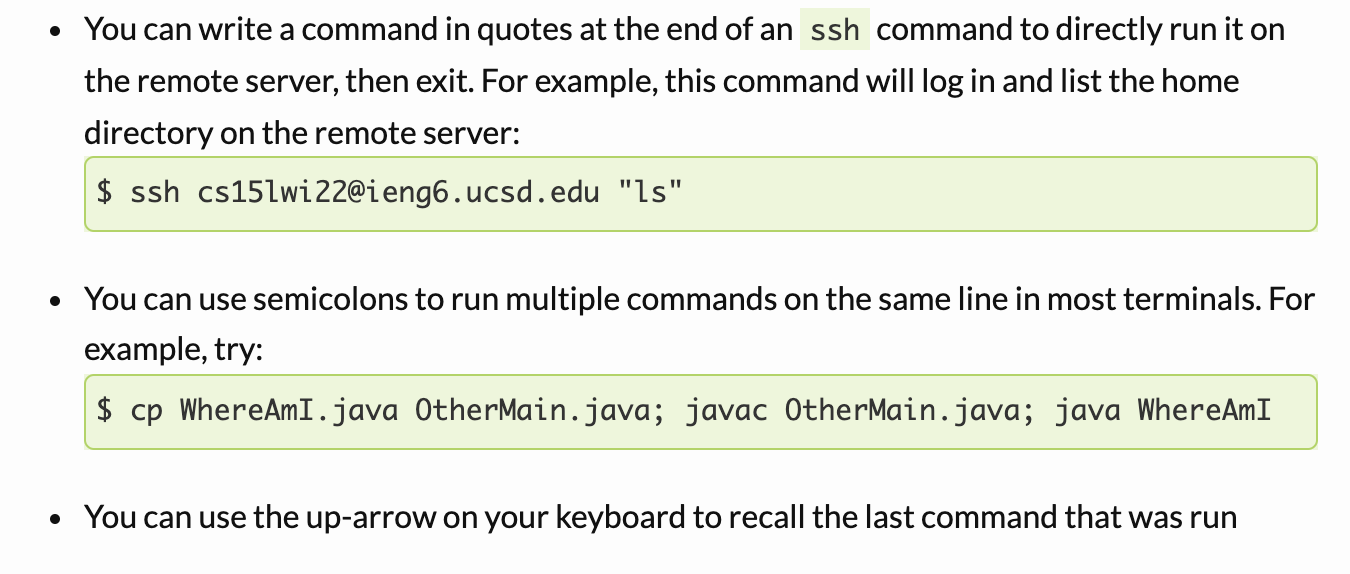 • You can write a command in quotes at the end of an ssh command to directly run it on
the remote server, then exit. For example, this command will log in and list the home
directory on the remote server:
$ ssh cs15lwi22@ieng6.ucsd.edu "ls"
• You can use semicolons to run multiple commands on the same line in most terminals. For
example, try:
$ cp WhereAmI.java OtherMain.java; javac OtherMain.java; java WhereAmI
• You can use the up-arrow on your keyboard to recall the last command that was run